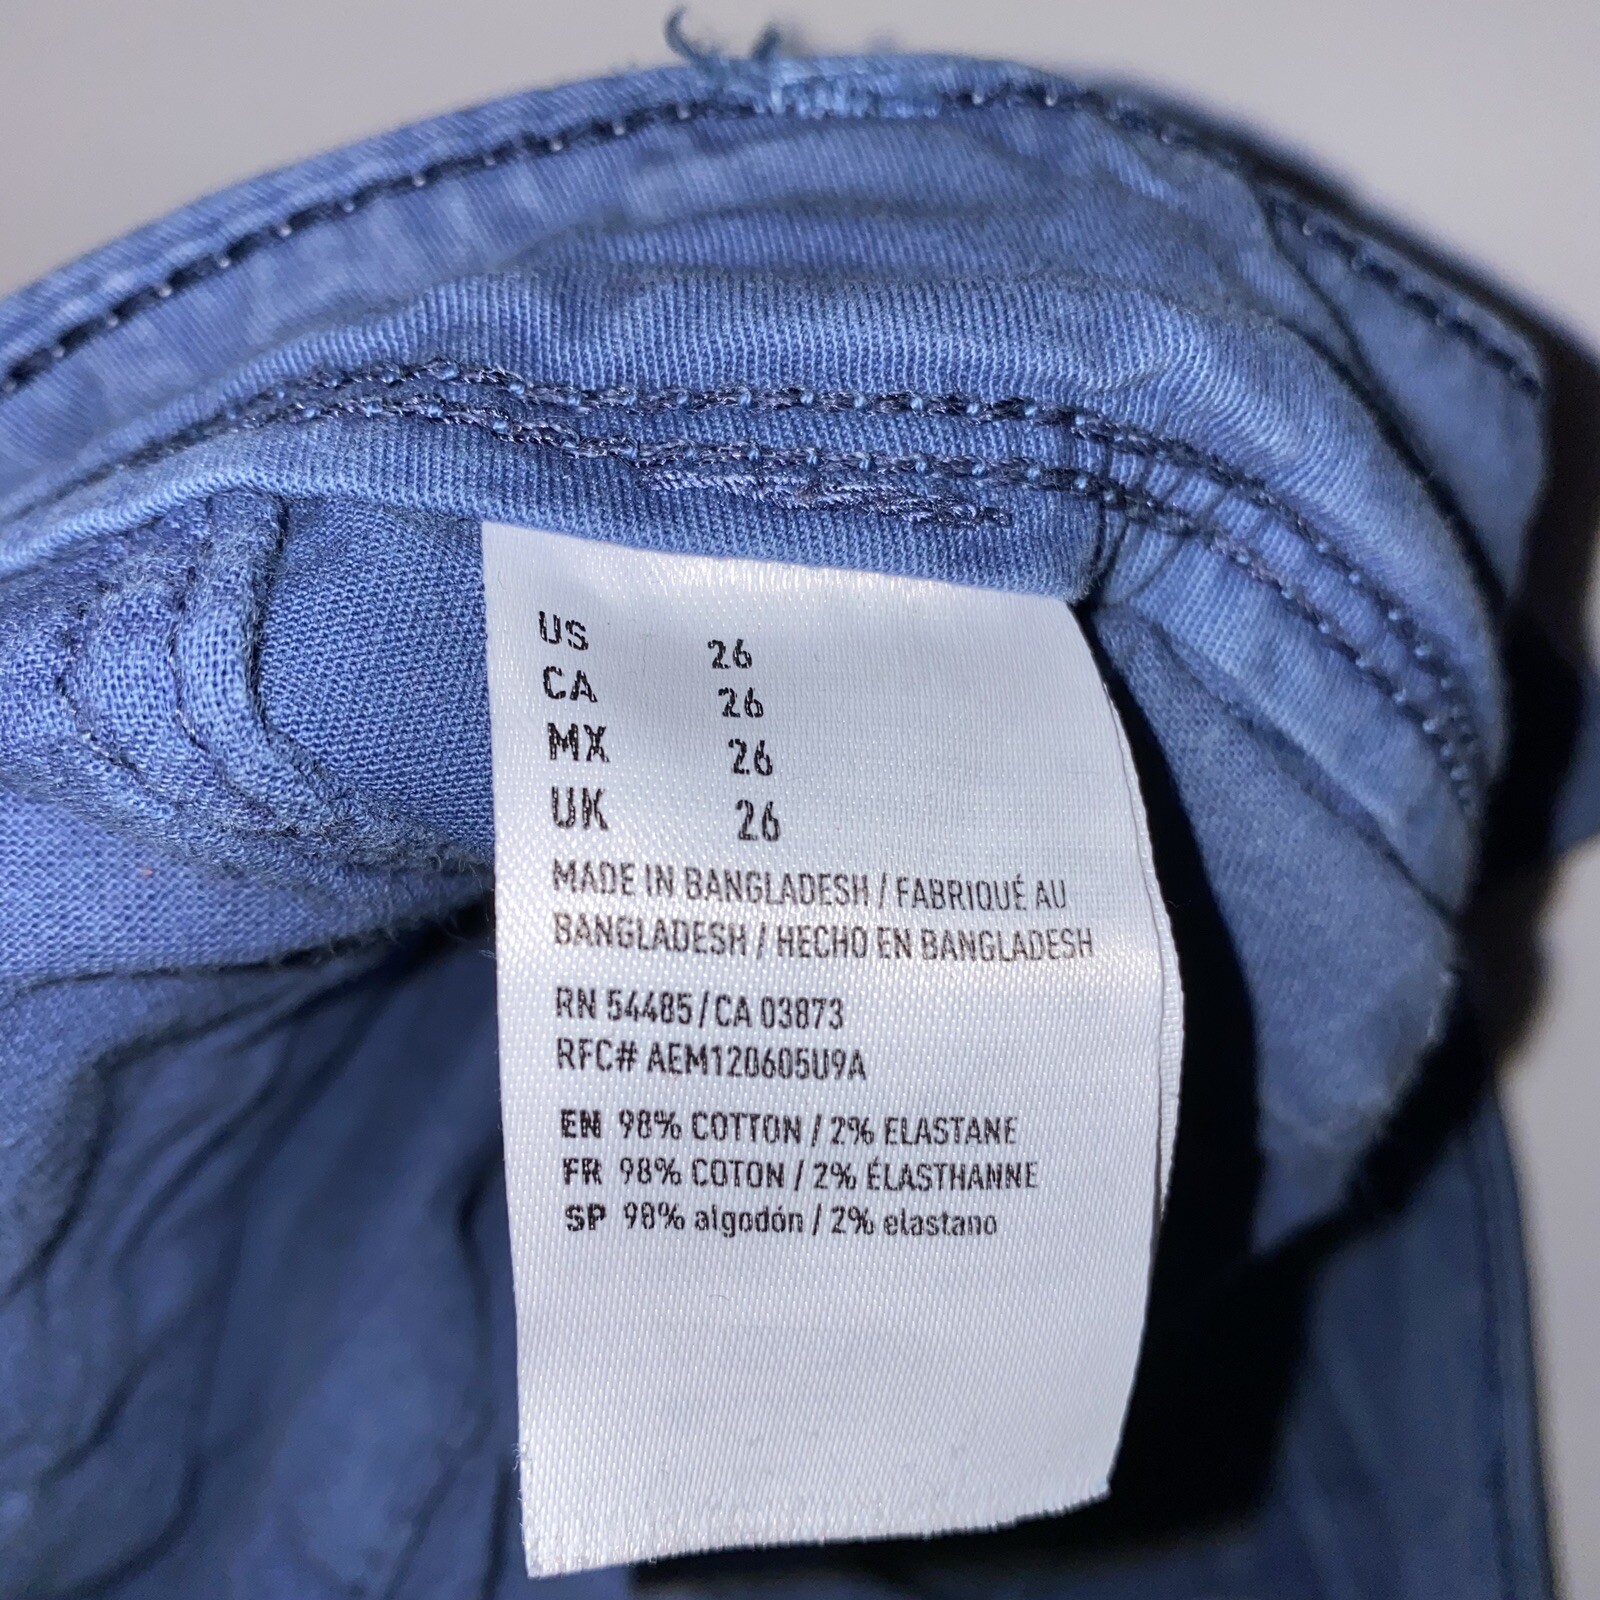 US 26
CA 26
MX 26
UK 26
MADE IN BANGLADESH / FABRIQUÉ AU
BANGLADESH / HECHO EN BANGLADESH
RN 54485 / CA 03873
RFC# AEM120605U9A
EN 98% COTTON / 2% ELASTANE
FR 98% COTON / 2% ÉLASTHANNE
SP 98% algodón / 2% elastano